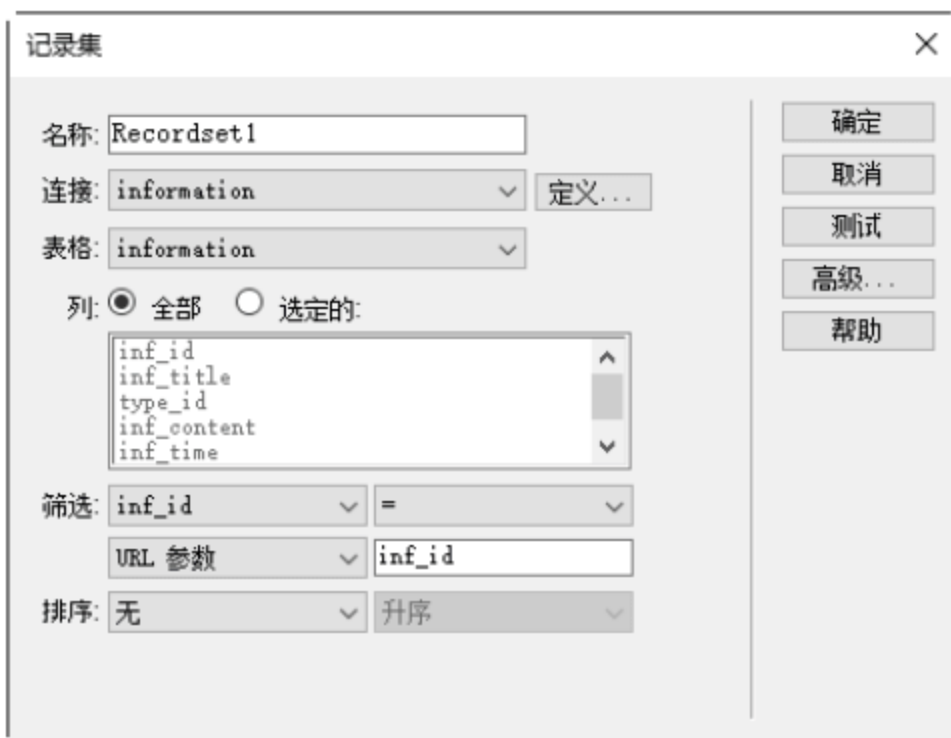 记录集
名称: Recordset1
确定
连接: information 定义...
取消
表格: information
测试
列: 全部 选定的:
高级...
inf_id
帮助
inf_title
type_id
inf_content
inf_time
筛选: inf_id =
URL 参数 inf_id
排序: 无 升序